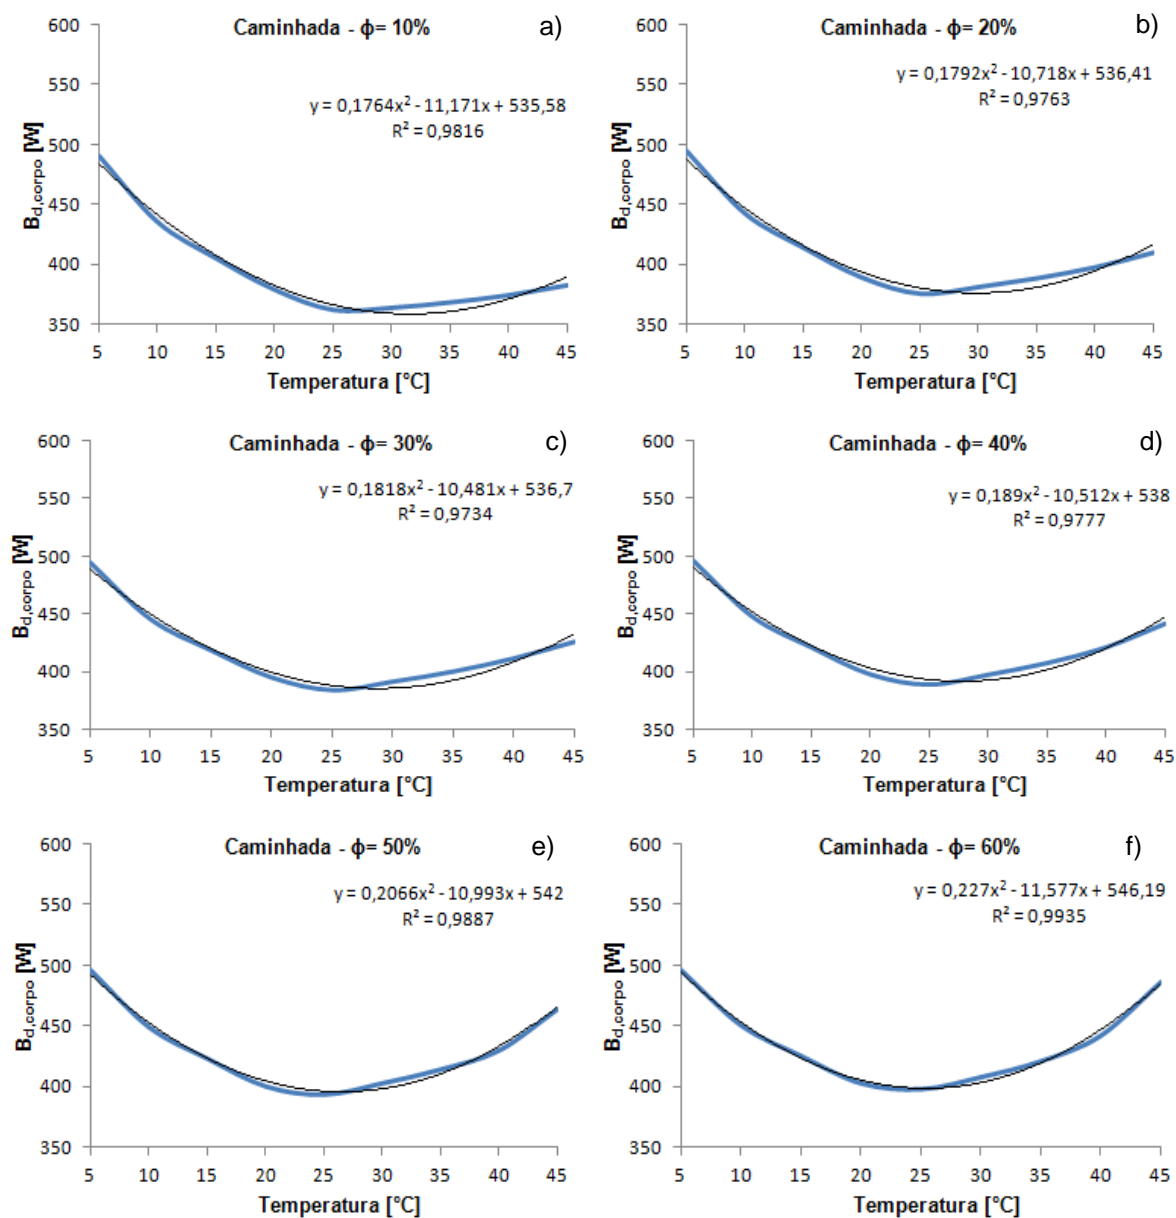 Caminhada - ϕ= 10%
a)
y = 0,1764x² - 11,171x + 535,58
R² = 0,9816
B_d,corpo [W]
600
550
500
450
400
350
5 10 15 20 25 30 35 40 45
Temperatura [°C]
Caminhada - ϕ= 20%
b)
y = 0,1792x² - 10,718x + 536,41
R² = 0,9763
B_d,corpo [W]
600
550
500
450
400
350
5 10 15 20 25 30 35 40 45
Temperatura [°C]
Caminhada - ϕ= 30%
c)
y = 0,1818x² - 10,481x + 536,7
R² = 0,9734
B_d,corpo [W]
600
550
500
450
400
350
5 10 15 20 25 30 35 40 45
Temperatura [°C]
Caminhada - ϕ= 40%
d)
y = 0,189x² - 10,512x + 538
R² = 0,9777
B_d,corpo [W]
600
550
500
450
400
350
5 10 15 20 25 30 35 40 45
Temperatura [°C]
Caminhada - ϕ= 50%
e)
y = 0,2066x² - 10,993x + 542
R² = 0,9887
B_d,corpo [W]
600
550
500
450
400
350
5 10 15 20 25 30 35 40 45
Temperatura [°C]
Caminhada - ϕ= 60%
f)
y = 0,227x² - 11,577x + 546,19
R² = 0,9935
B_d,corpo [W]
600
550
500
450
400
350
5 10 15 20 25 30 35 40 45
Temperatura [°C]